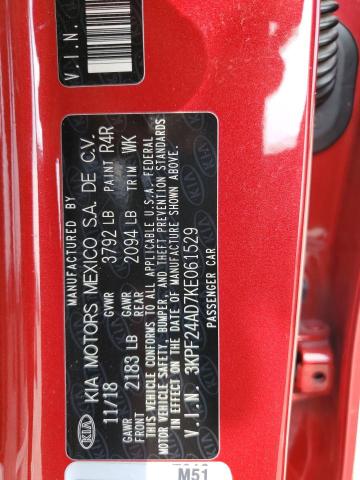 V.I.N.
MANUFACTURED BY
KIA KIA MOTORS MEXICO S.A. DE C.V.
11/18 GVWR 3792 LB PAINT R4R
GAWR FRONT 2183 LB GAWR REAR 2094 LB TRIM WK
THIS VEHICLE CONFORMS TO ALL APPLICABLE U.S.A. FEDERAL
MOTOR VEHICLE SAFETY, BUMPER, AND THEFT PREVENTION STANDARDS
IN EFFECT ON THE DATE OF MANUFACTURE SHOWN ABOVE.
V.I.N. 3KPF24AD7KE061529
PASSENGER CAR
M51